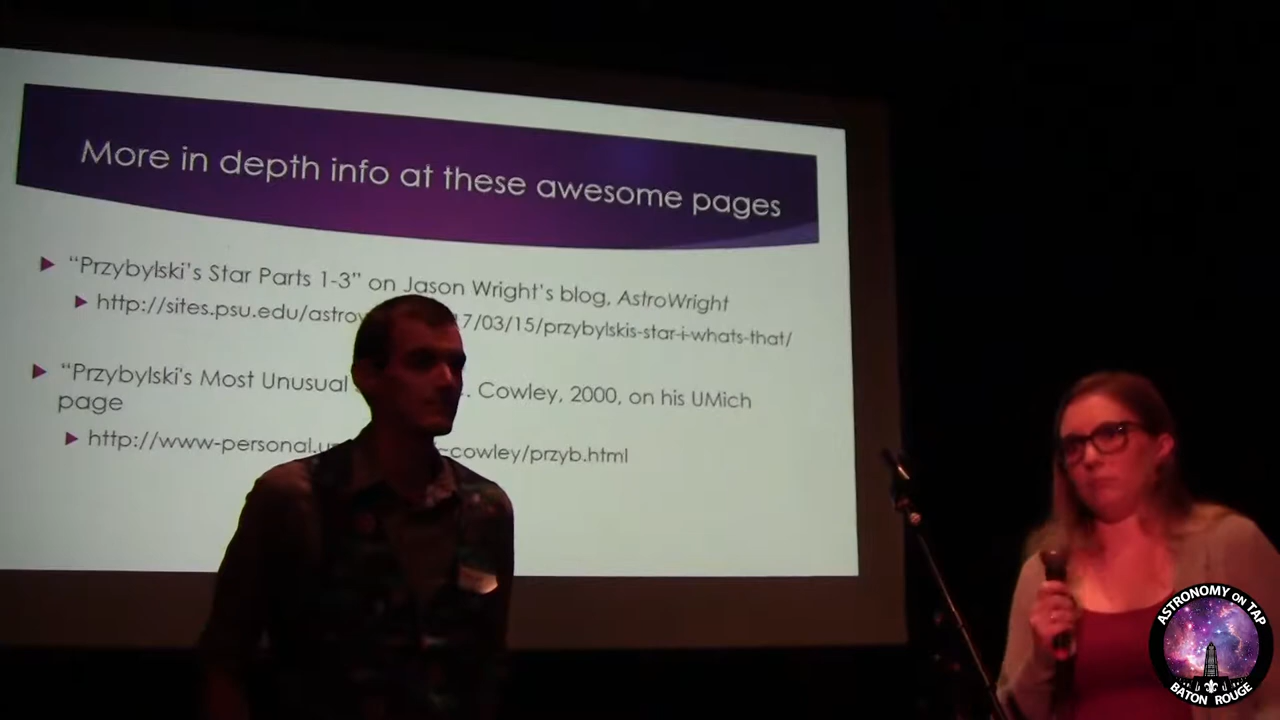 More in depth info at these awesome pages
“Przybylski's Star Parts 1-3” on Jason Wright's blog, AstroWright
http://sites.psu.edu/astro 7/03/15/przybylskis-star-i-whats-that/
“Przybylski's Most Unusual . Cowley, 2000, on his UMich
page
http://www-personal.u cowley/przyb.html
ASTRONOMY ON TAP
BATON ROUGE